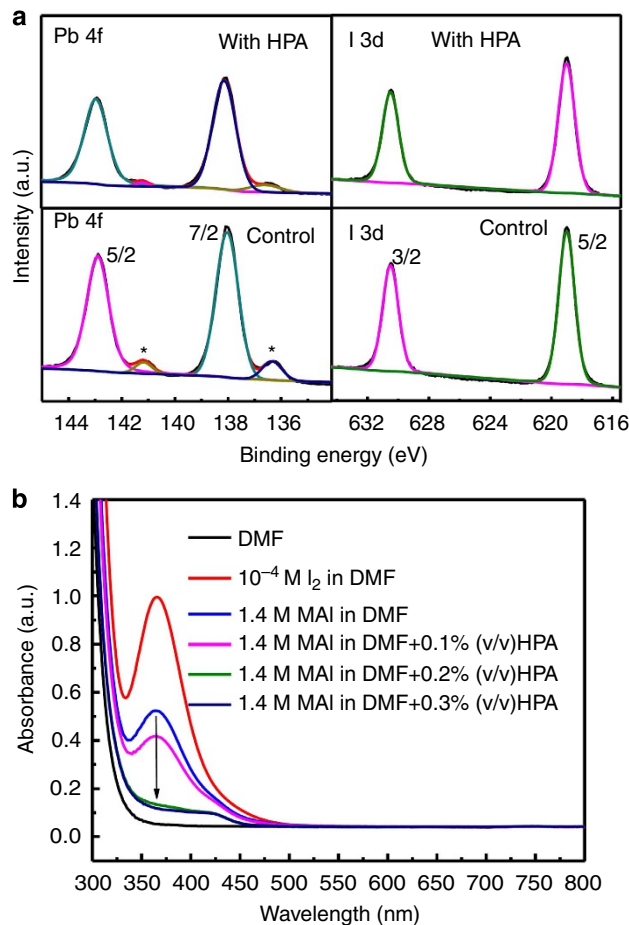 a
Pb 4f
With HPA
I 3d
With HPA
Pb 4f
5/2
7/2
Control
*
*
I 3d
3/2
Control
5/2
Intensity (a.u.)
144 142 140 138 136 632 628 624 620 616
Binding energy (eV)
b
DMF
10⁻⁴ M I₂ in DMF
1.4 M MAI in DMF
1.4 M MAI in DMF+0.1% (v/v)HPA
1.4 M MAI in DMF+0.2% (v/v)HPA
1.4 M MAI in DMF+0.3% (v/v)HPA
1.4
1.2
1.0
0.8
0.6
0.4
0.2
0.0
Absorbance (a.u.)
300 350 400 450 500 550 600 650 700 750 800
Wavelength (nm)